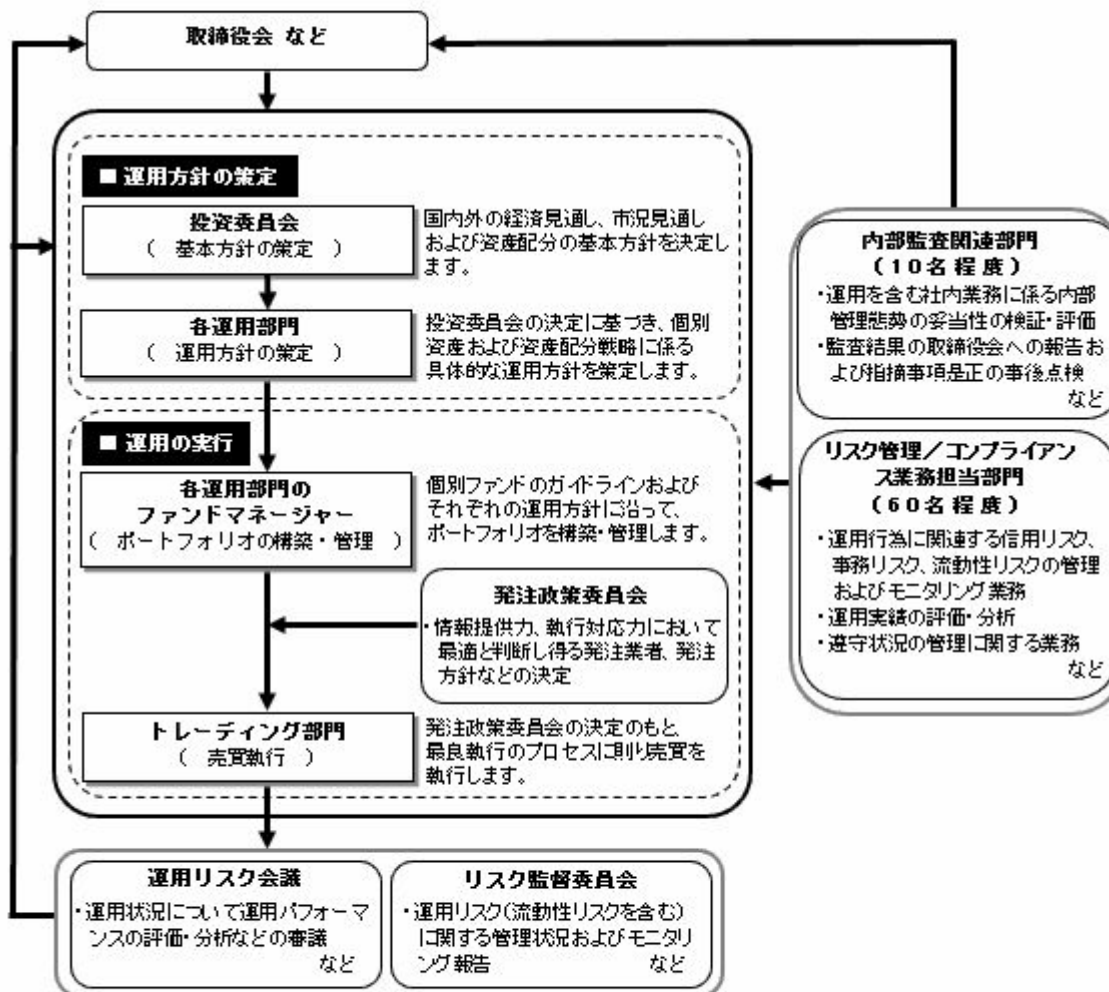 取締役会 など
■ 運用方針の策定
投資委員会
( 基本方針の策定 )
国内外の経済見通し、市況見通し
および資産配分の基本方針を決定し
ます。
各運用部門
( 運用方針の策定 )
投資委員会の決定に基づき、個別
資産および資産配分戦略に係る
具体的な運用方針を策定します。
■ 運用の実行
各運用部門の
ファンドマネージャー
( ポートフォリオの構築・管理 )
個別ファンドのガイドラインおよび
それぞれの運用方針に沿って、
ポートフォリオを構築・管理します。
発注政策委員会
・情報提供力、執行対応力において
最適と判断し得る発注業者、発注
方針などの決定
トレーディング部門
( 売買執行 )
発注政策委員会の決定のもと、
最良執行のプロセスに則り売買を
執行します。
内部監査関連部門
(10名程度)
・運用を含む社内業務に係る内部
管理態勢の妥当性の検証・評価
・監査結果の取締役会への報告お
よび指摘事項是正の事後点検
など
リスク管理/コンプライアン
ス業務担当部門
(60名程度)
・運用行為に関連する信用リスク、
事務リスク、流動性リスクの管理
およびモニタリング業務
・運用実績の評価・分析
・遵守状況の管理に関する業務
など
運用リスク会議
・運用状況について運用パフォーマ
ンスの評価・分析などの審議
など
リスク監督委員会
・運用リスク(流動性リスクを含む)
に関する管理状況およびモニタリ
ング報告 など